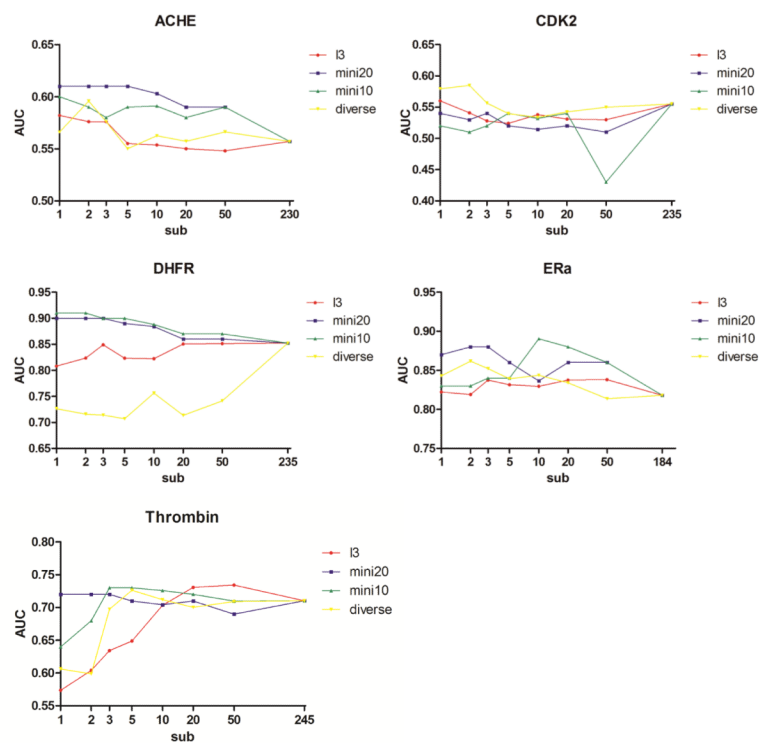 ACHE
0.65
0.60
0.55
0.50
AUC
1 2 3 5 10 20 50 230
sub
l3
mini20
mini10
diverse
CDK2
0.65
0.60
0.55
0.50
0.45
0.40
AUC
1 2 3 5 10 20 50 235
sub
l3
mini20
mini10
diverse
DHFR
0.95
0.90
0.85
0.80
0.75
0.70
0.65
AUC
1 2 3 5 10 20 50 235
sub
l3
mini20
mini10
diverse
ERa
0.95
0.90
0.85
0.80
0.75
AUC
1 2 3 5 10 20 50 184
sub
l3
mini20
mini10
diverse
Thrombin
0.80
0.75
0.70
0.65
0.60
0.55
AUC
1 2 3 5 10 20 50 245
sub
l3
mini20
mini10
diverse